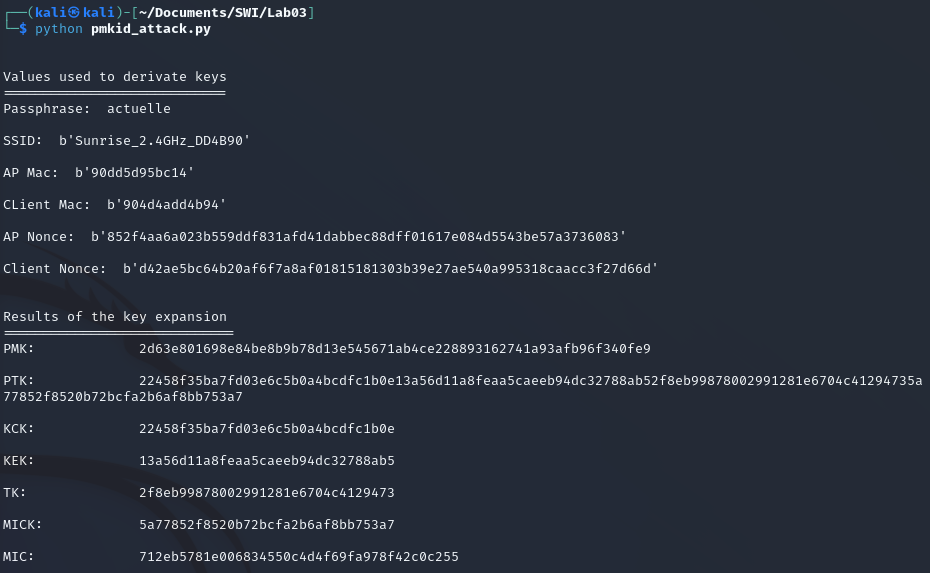 ┌──(kali㉿kali)-[~/Documents/SWI/Lab03]
└─$ python pmkid_attack.py
Values used to derivate keys
============================
Passphrase:  actuelle
SSID:  b'Sunrise_2.4GHz_DD4B90'
AP Mac:  b'90dd5d95bc14'
CLient Mac:  b'904d4add4b94'
AP Nonce:  b'852f4aa6a023b559ddf831afd41dabbec88dff01617e084d5543be57a3736083'
Client Nonce:  b'd42ae5bc64b20af6f7a8af01815181303b39e27ae540a995318caacc3f27d66d'
Results of the key expansion
=============================
PMK:             2d63e801698e84be8b9b78d13e545671ab4ce228893162741a93afb96f340fe9
PTK:             22458f35ba7fd03e6c5b0a4bcdfc1b0e13a56d11a8feaa5caeeb94dc32788ab52f8eb99878002991281e6704c41294735a
77852f8520b72bcfa2b6af8bb753a7
KCK:             22458f35ba7fd03e6c5b0a4bcdfc1b0e
KEK:             13a56d11a8feaa5caeeb94dc32788ab5
TK:              2f8eb99878002991281e6704c4129473
MICK:            5a77852f8520b72bcfa2b6af8bb753a7
MIC:             712eb5781e006834550c4d4f69fa978f42c0c255